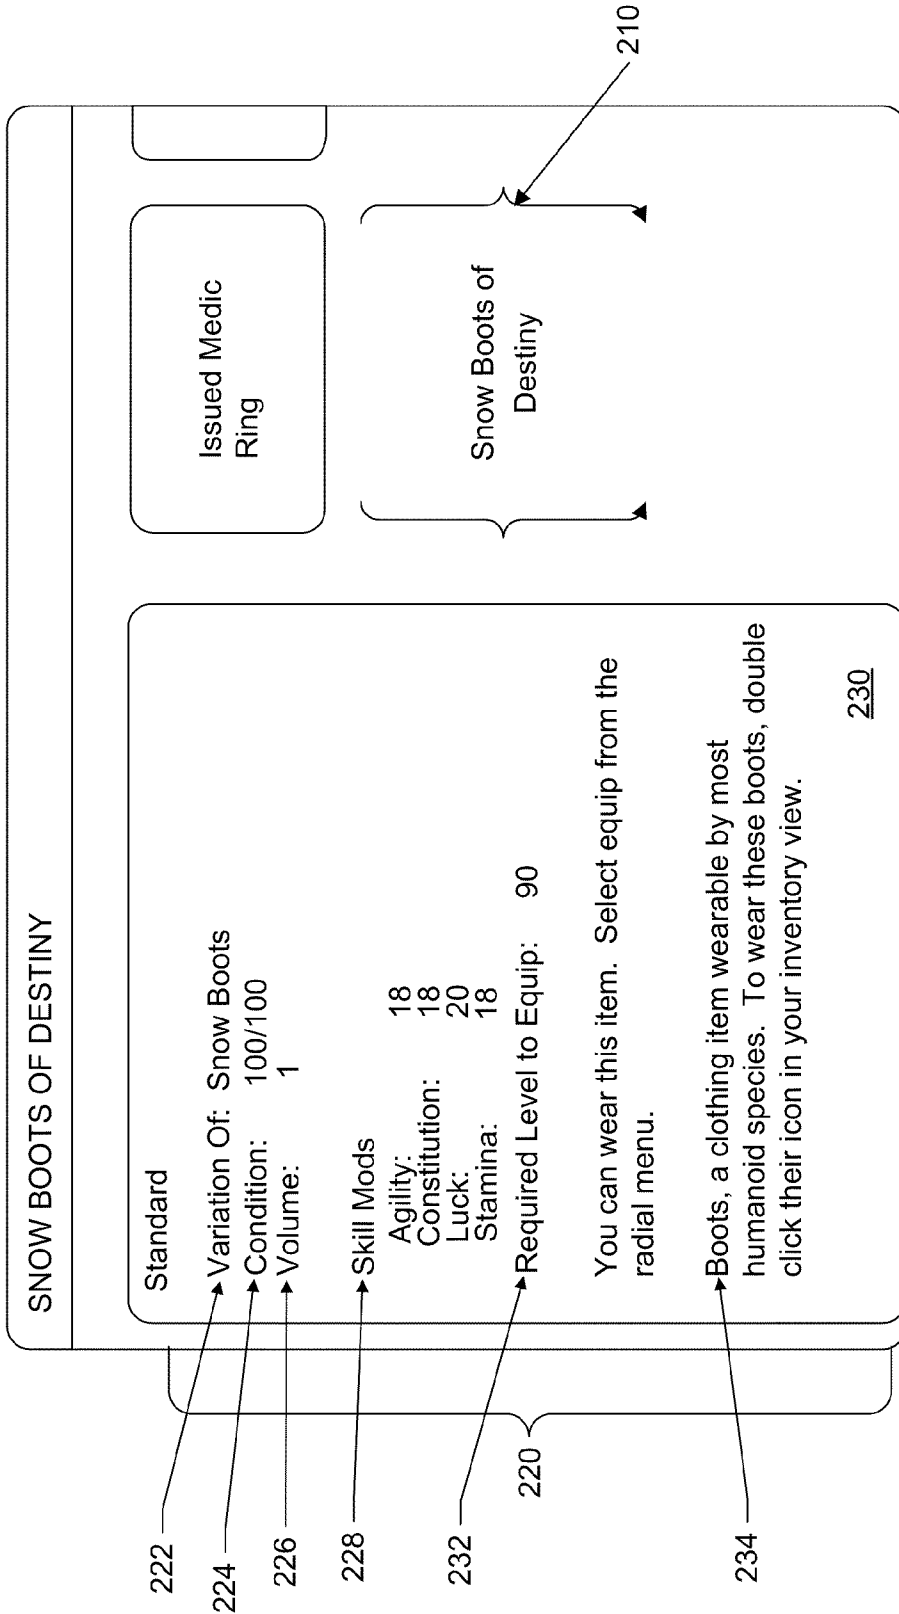 SNOW BOOTS OF DESTINY
Standard
Variation Of: Snow Boots
Condition: 100/100
Volume: 1
Skill Mods
Agility: 18
Constitution: 18
Luck: 20
Stamina: 18
Required Level to Equip: 90
You can wear this item. Select equip from the
radial menu.
Boots, a clothing item wearable by most
humanoid species. To wear these boots, double
click their icon in your inventory view.
230
Issued Medic
Ring
Snow Boots of
Destiny
210
222
224
226
228
232
220
234